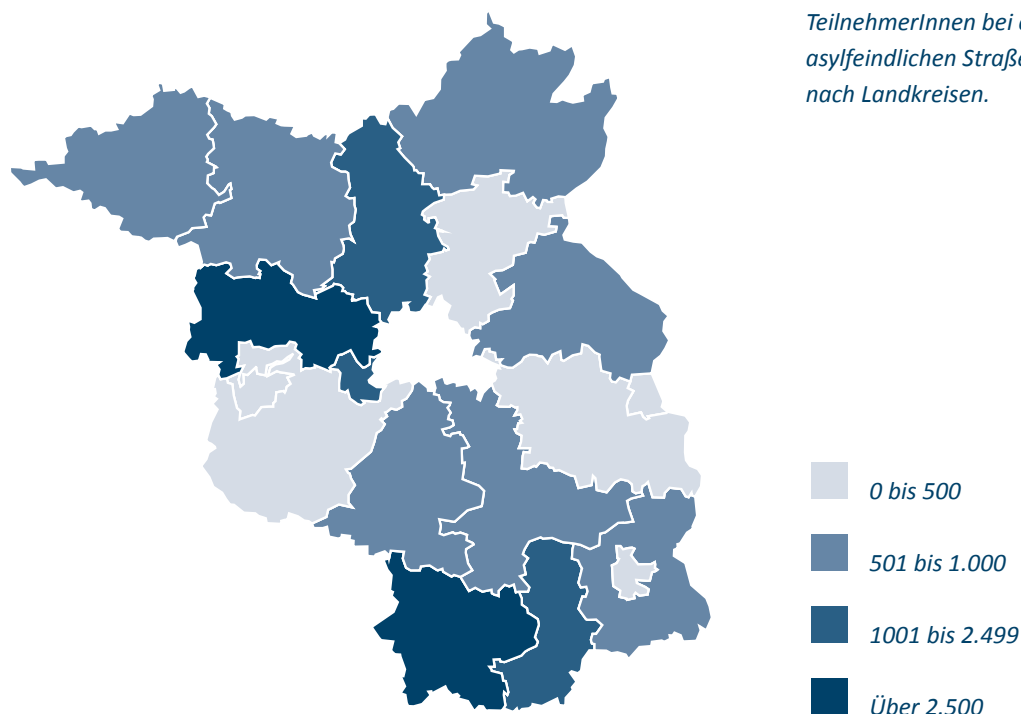 TeilnehmerInnen bei
asylfeindlichen
nach Landkreisen.
0 bis 500
501 bis 1.000
1001 bis 2.499
Über 2.500